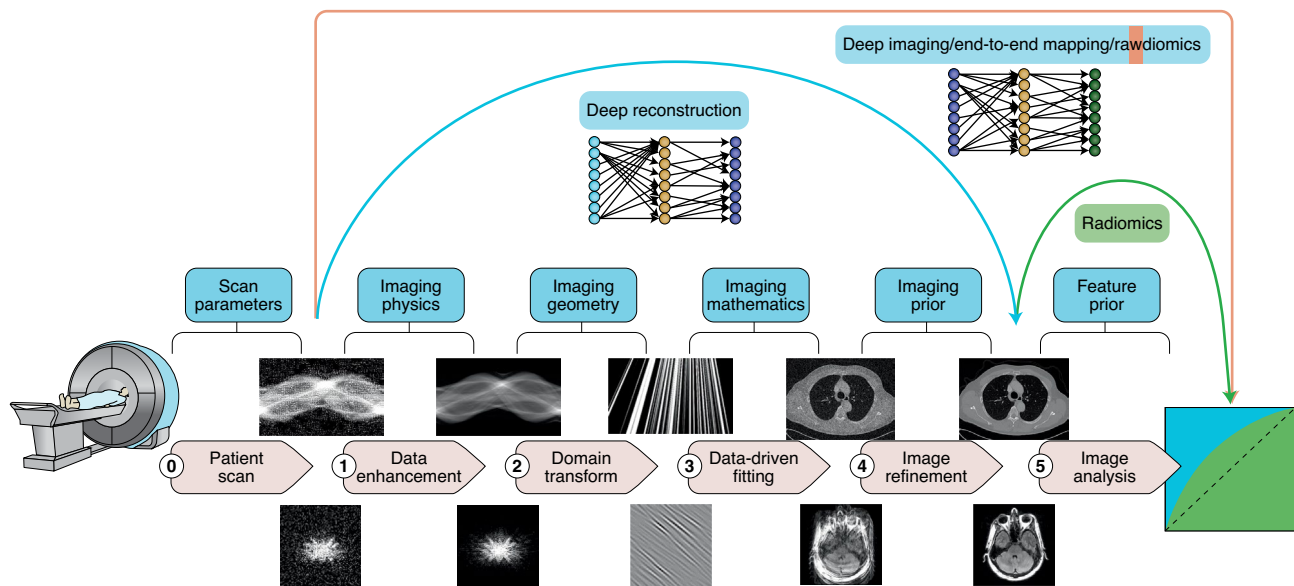 Deep imaging/end-to-end mapping/rawdiomics
Deep reconstruction
Radiomics
Scan
parameters
Imaging
physics
Imaging
geometry
Imaging
mathematics
Imaging
prior
Feature
prior
0 Patient
scan
1 Data
enhancement
2 Domain
transform
3 Data-driven
fitting
4 Image
refinement
5 Image
analysis